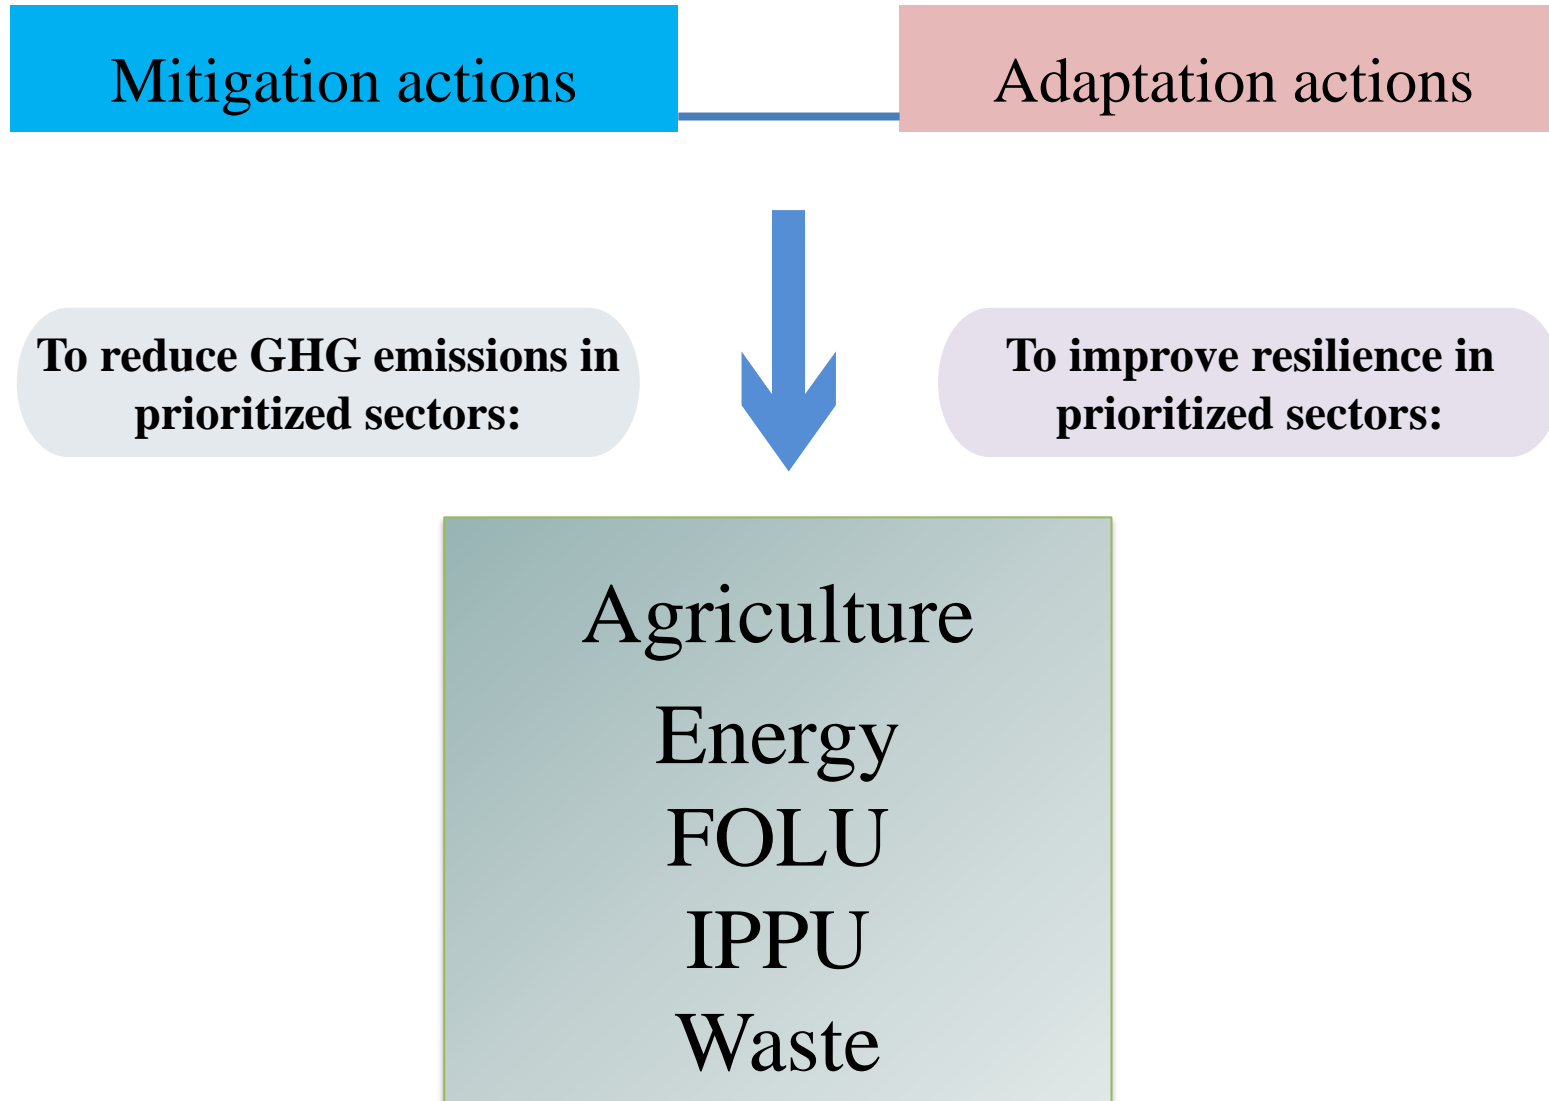 Mitigation actions
Adaptation actions
To reduce GHG emissions in
prioritized sectors:
To improve resilience in
prioritized sectors:
Agriculture
Energy
FOLU
IPPU
Waste